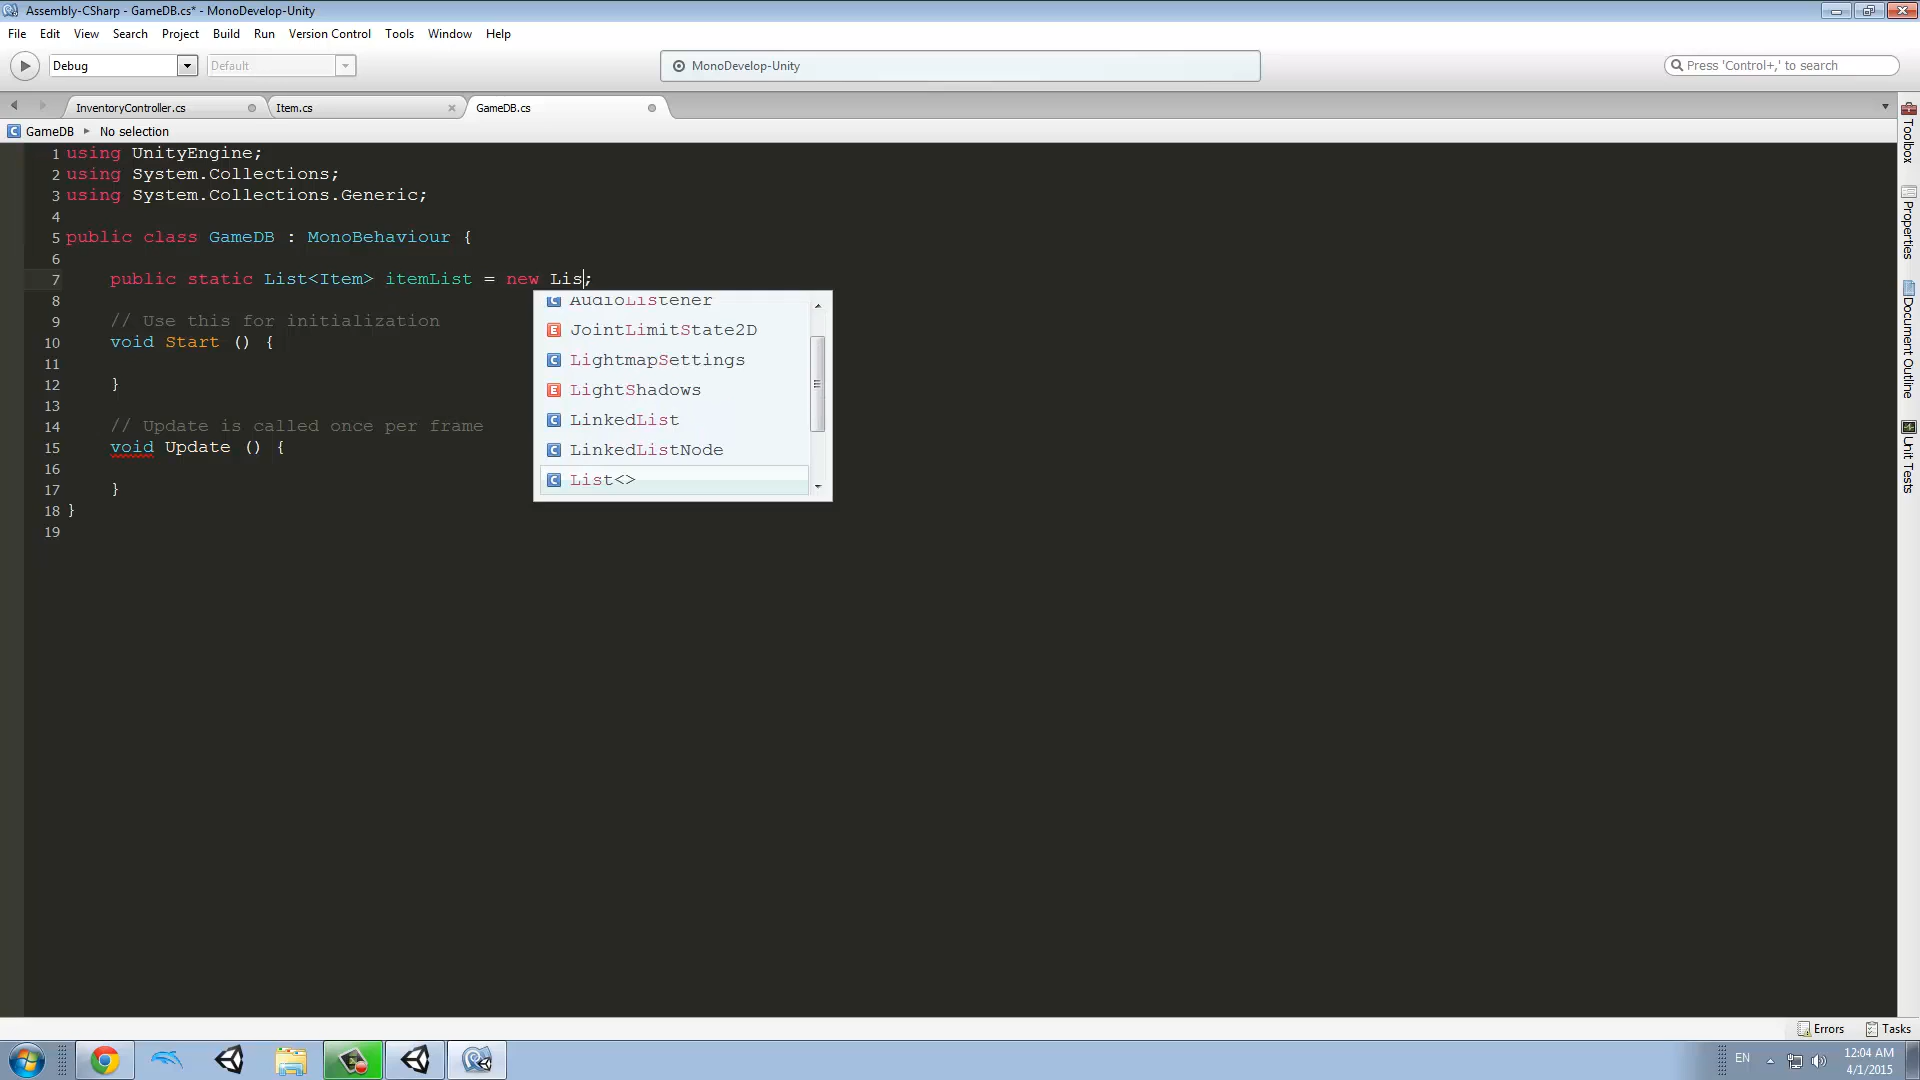 Assembly-CSharp - GameDB.cs* - MonoDevelop-Unity
File Edit View Search Project Build Run Version Control Tools Window Help
Debug Default MonoDevelop-Unity Press 'Control+,' to search
InventoryController.cs Item.cs GameDB.cs
GameDB No selection
1 using UnityEngine;
2 using System.Collections;
3 using System.Collections.Generic;
4
5 public class GameDB : MonoBehaviour {
6
7 public static List<Item> itemList = new Lis;
8
9 // Use this for initialization
10 void Start () {
11
12 }
13
14 // Update is called once per frame
15 void Update () {
16
17 }
18 }
19
AudioListener
JointLimitState2D
LightmapSettings
LightShadows
LinkedList
LinkedListNode
List<>
Toolbox
Properties
Document Outline
Unit Tests
Errors Tasks
EN 12:04 AM
4/1/2015